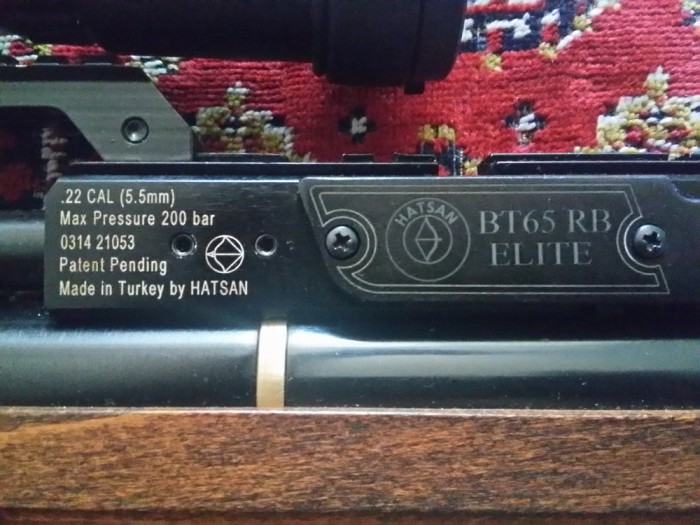 .22 CAL (5.5mm)
Max Pressure 200 bar
0314 21053
Patent Pending
Made in Turkey by HATSAN
HATSAN
BT65 RB
ELITE